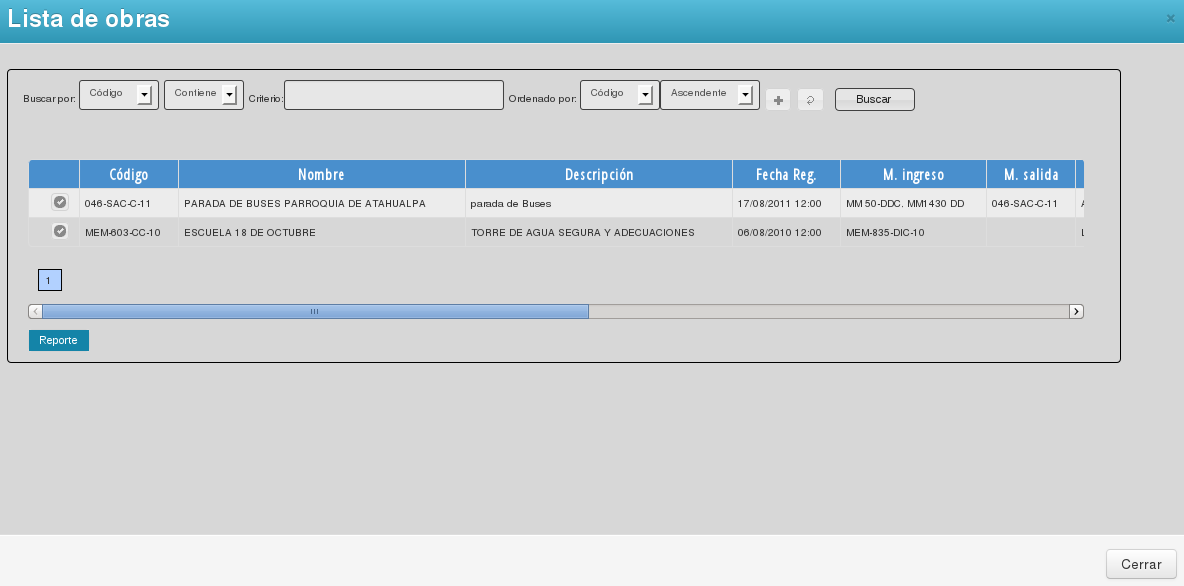 Lista de obras
×
Buscar por: Código Contiene Criterio: Ordenado por: Código Ascendente Buscar
Código Nombre Descripción Fecha Reg. M. ingreso M. salida
046-SAC-C-11 PARADA DE BUSES PARROQUIA DE ATAHUALPA parada de Buses 17/08/2011 12:00 MM 50-DDC. MM1430 DD 046-SAC-C-11
MEM-603-CC-10 ESCUELA 18 DE OCTUBRE TORRE DE AGUA SEGURA Y ADECUACIONES 06/08/2010 12:00 MEM-835-DIC-10
1
Reporte
Cerrar